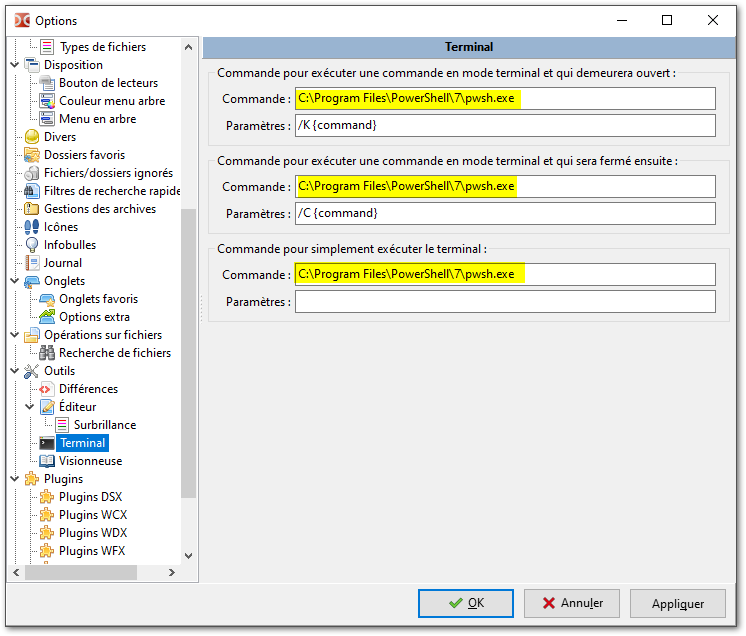 Options
Types de fichiers
Disposition
Bouton de lecteurs
Couleur menu arbre
Menu en arbre
Divers
Dossiers favoris
Fichiers/dossiers ignorés
Filtres de recherche rapide
Gestions des archives
Icônes
Infobulles
Journal
Onglets
Onglets favoris
Options extra
Opérations sur fichiers
Recherche de fichiers
Outils
Différences
Éditeur
Surbrillance
Terminal
Visionneuse
Plugins
Plugins DSX
Plugins WCX
Plugins WDX
Plugins WFX
Terminal
Commande pour exécuter une commande en mode terminal et qui demeurera ouvert :
Commande : C:\Program Files\PowerShell\7\pwsh.exe
Paramètres : /K {command}
Commande pour exécuter une commande en mode terminal et qui sera fermé ensuite :
Commande : C:\Program Files\PowerShell\7\pwsh.exe
Paramètres : /C {command}
Commande pour simplement exécuter le terminal :
Commande : C:\Program Files\PowerShell\7\pwsh.exe
Paramètres :
OK
Annuler
Appliquer